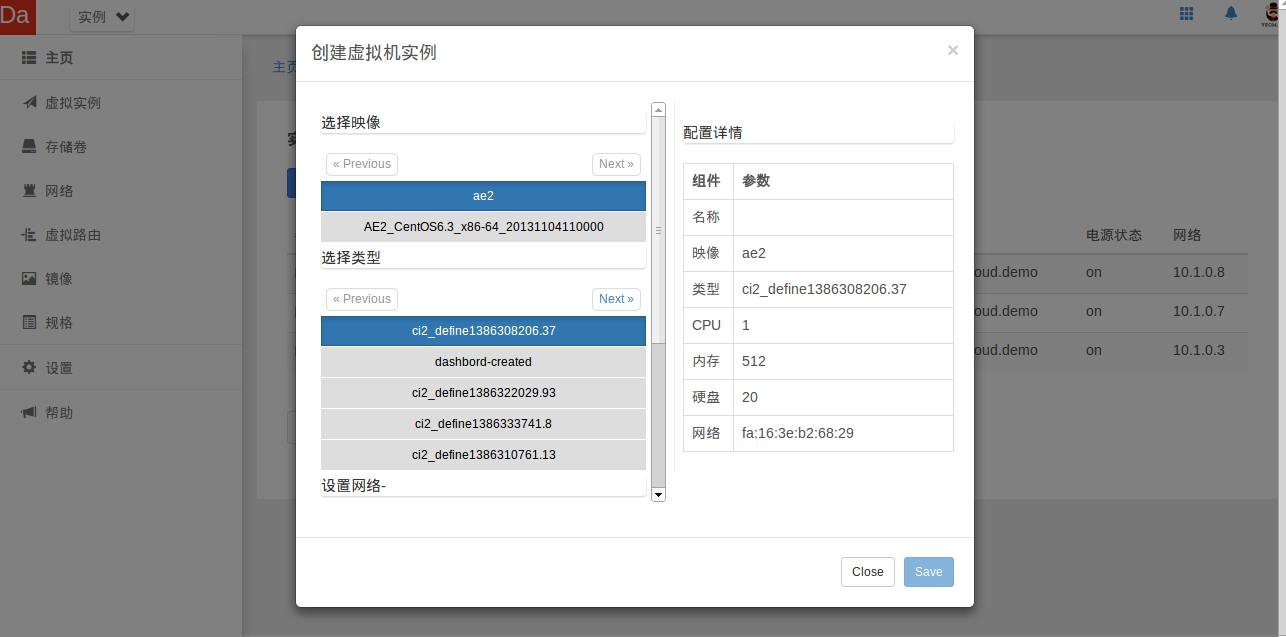 Da
实例
主页
虚拟实例
存储卷
网络
虚拟路由
镜像
规格
设置
帮助
主页
创建虚拟机实例
×
选择映像
« Previous
Next »
ae2
AE2_CentOS6.3_x86-64_20131104110000
选择类型
« Previous
Next »
ci2_define1386308206.37
dashbord-created
ci2_define1386322029.93
ci2_define1386333741.8
ci2_define1386310761.13
设置网络-
配置详情
组件 参数
名称
映像 ae2
类型 ci2_define1386308206.37
CPU 1
内存 512
硬盘 20
网络 fa:16:3e:b2:68:29
Close
Save
电源状态 网络
oud.demo on 10.1.0.8
oud.demo on 10.1.0.7
oud.demo on 10.1.0.3